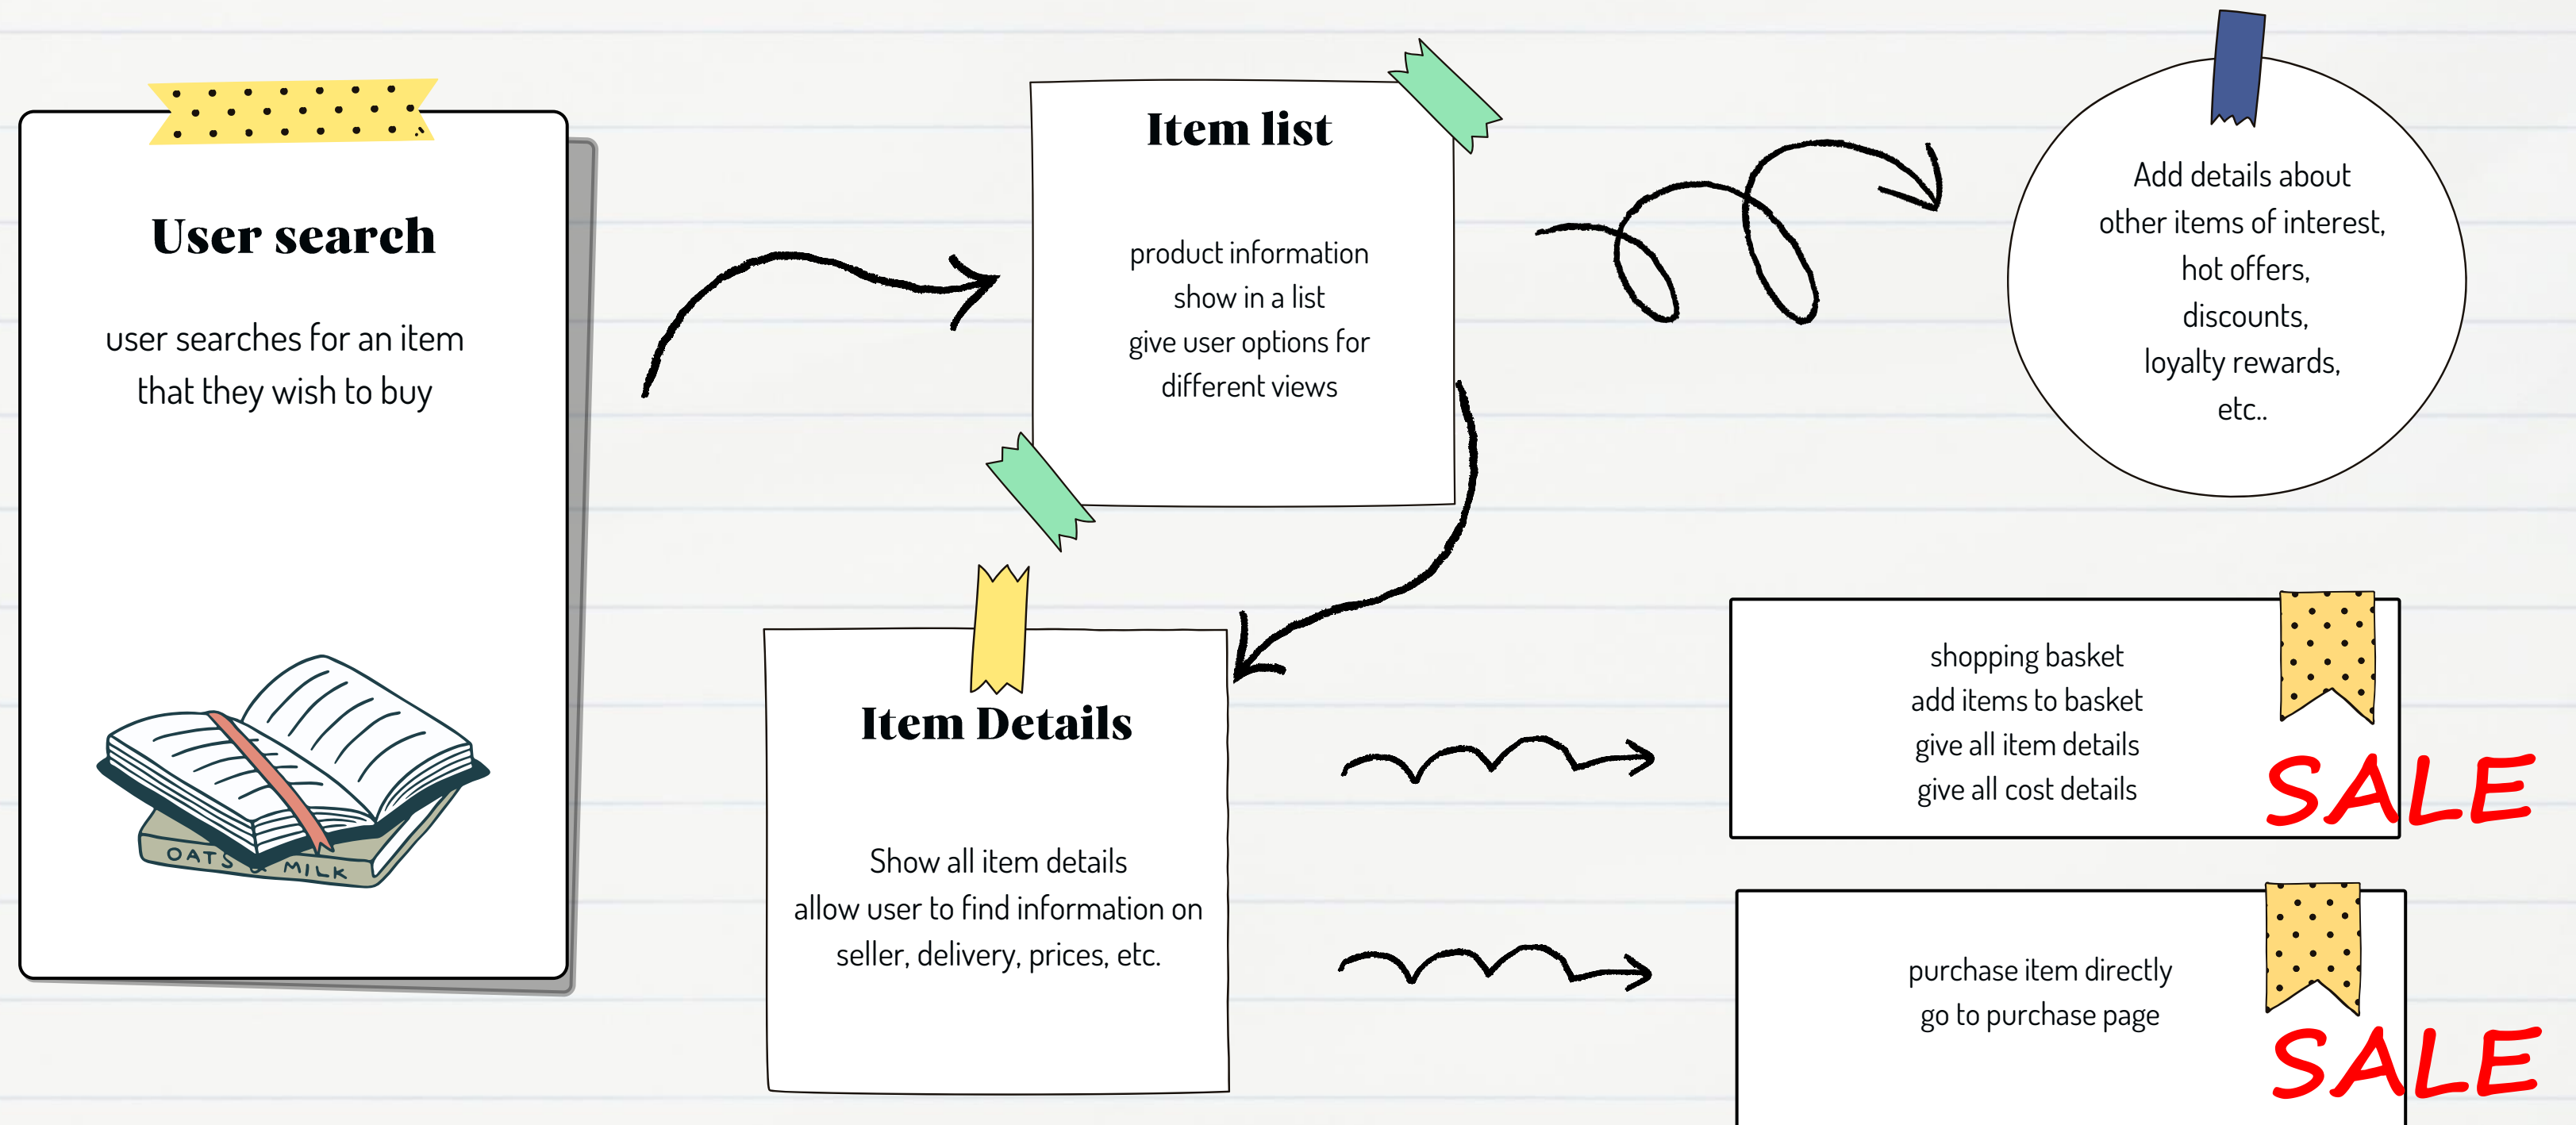 User search
user searches for an item
that they wish to buy
OATS & MILK
Item list
product information
show in a list
give user options for
different views
Add details about
other items of interest,
hot offers,
discounts,
loyalty rewards,
etc..
Item Details
Show all item details
allow user to find information on
seller, delivery, prices, etc.
shopping basket
add items to basket
give all item details
give all cost details
SALE
purchase item directly
go to purchase page
SALE